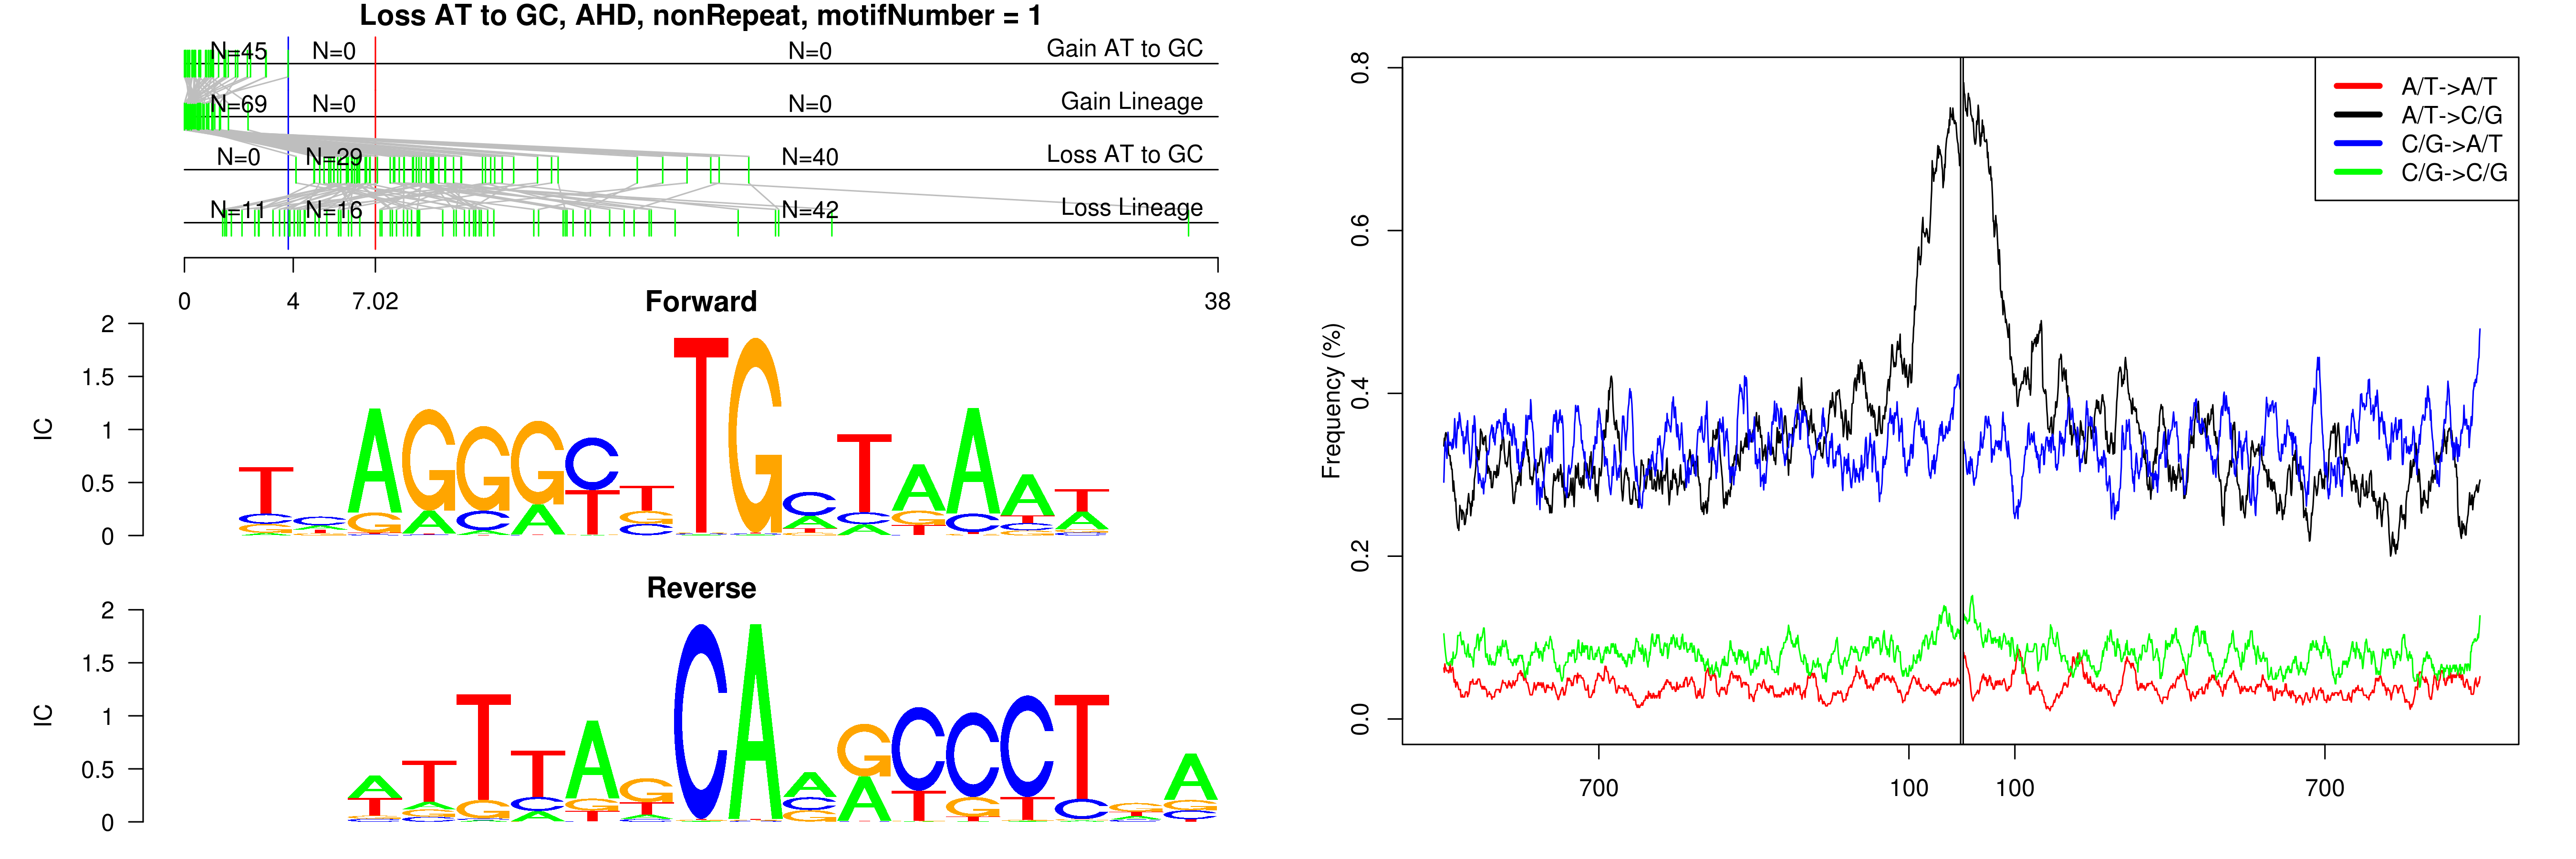 Loss AT to GC, AHD, nonRepeat, motifNumber = 1
N=45 N=0 N=0 Gain AT to GC
N=69 N=0 N=0 Gain Lineage
N=0 N=29 N=40 Loss AT to GC
N=11 N=16 N=42 Loss Lineage
0 4 7.02 38
Forward
2
1.5
1
0.5
0
IC
Reverse
2
1.5
1
0.5
0
IC
0.8
0.6
0.4
0.2
0.0
Frequency (%)
700 100 100 700
A/T->A/T
A/T->C/G
C/G->A/T
C/G->C/G